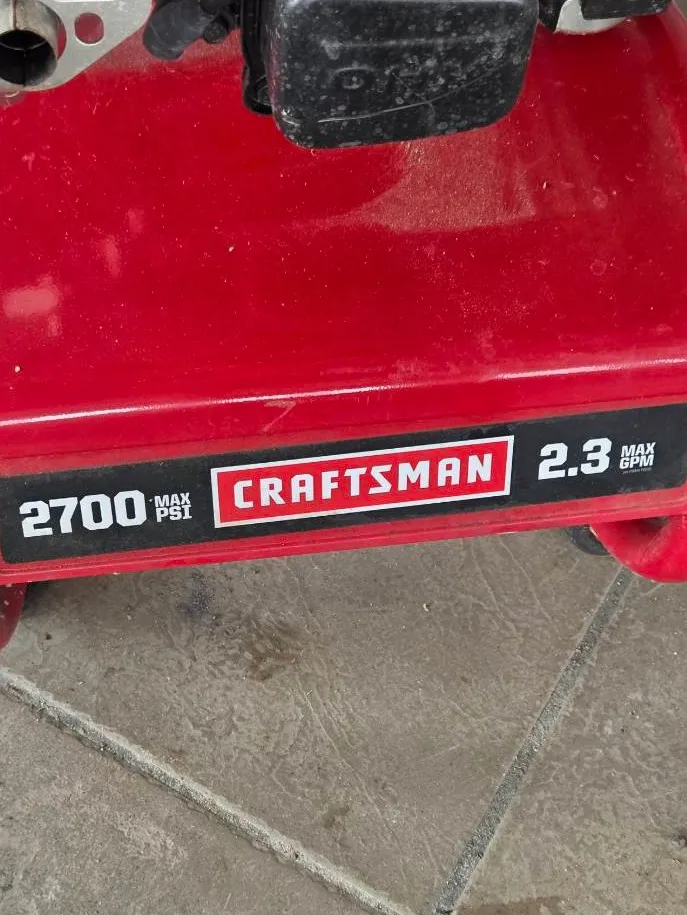 2700 MAX
PSI
CRAFTSMAN
2.3 MAX
GPM